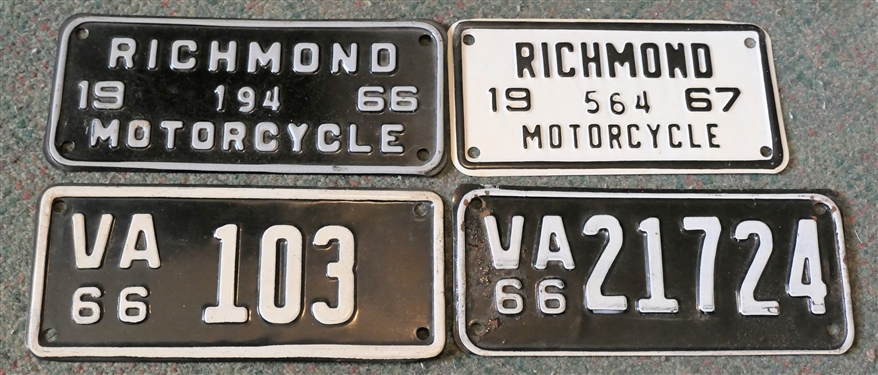 RICHMOND
19 194 66
MOTORCYCLE
RICHMOND
19 564 67
MOTORCYCLE
VA 103
66
VA 21724
66